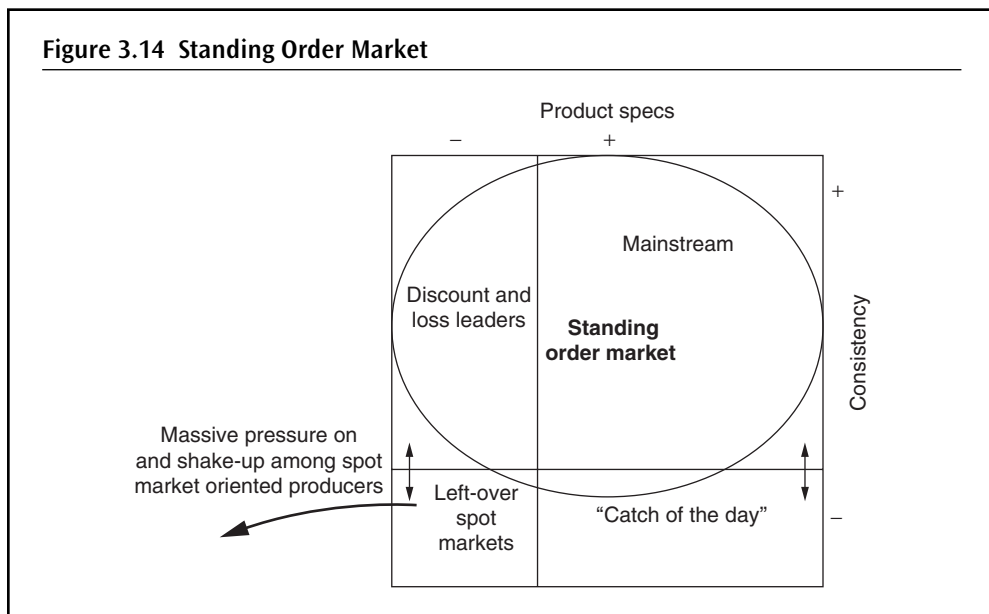 Figure 3.14 Standing Order Market
Product specs
–
+
+
Mainstream
Discount and
loss leaders
Standing
order market
Consistency
Massive pressure on
and shake-up among spot
market oriented producers
Left-over
spot
markets
“Catch of the day”
–